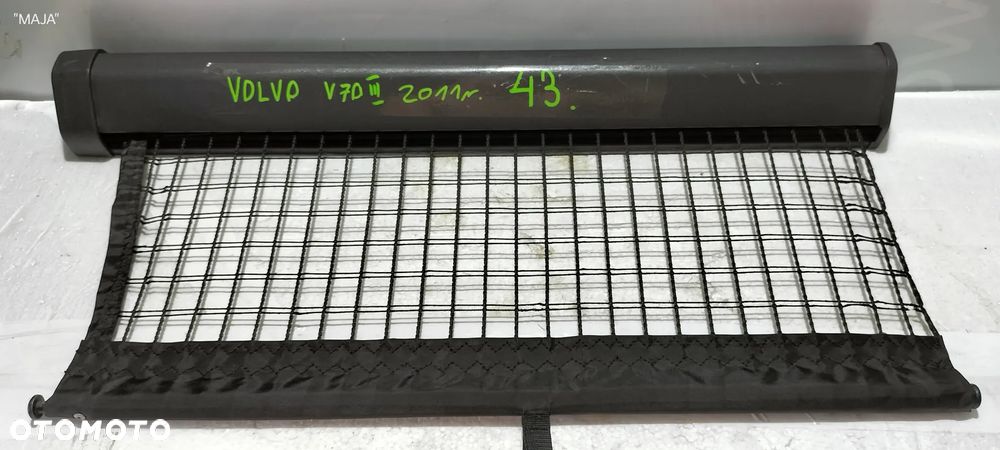 "MAJA"
VOLVO V70 III 2011r. 43.
OTOMOTO